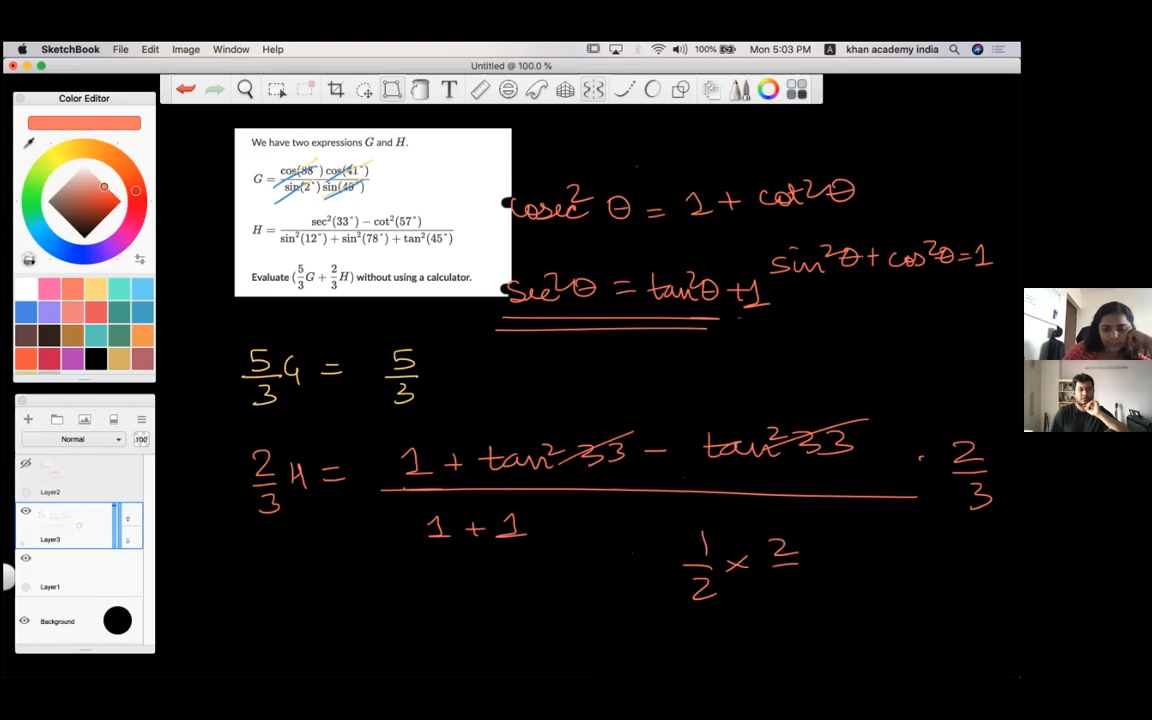 SketchBook File Edit Image Window Help 100% Mon 5:03 PM A khan academy india
Untitled @ 100.0 %
Color Editor
We have two expressions G and H.
G = cos(88°) cos(41°) / sin(2°) sin(49°)
H = sec²(33°) − cot²(57°) / sin²(12°) + sin²(78°) + tan²(45°)
Evaluate (5/3 G + 2/3 H) without using a calculator.
cosec² θ = 1 + cot²θ
sin²θ + cos²θ = 1
sec²θ = tan²θ + 1
5/3 G = 5/3
2/3 H = 1 + tan² 33 − tan² 33 / 1 + 1 · 2/3
1/2 × 2
Normal 100
Layer2
Layer3
Layer1
Background